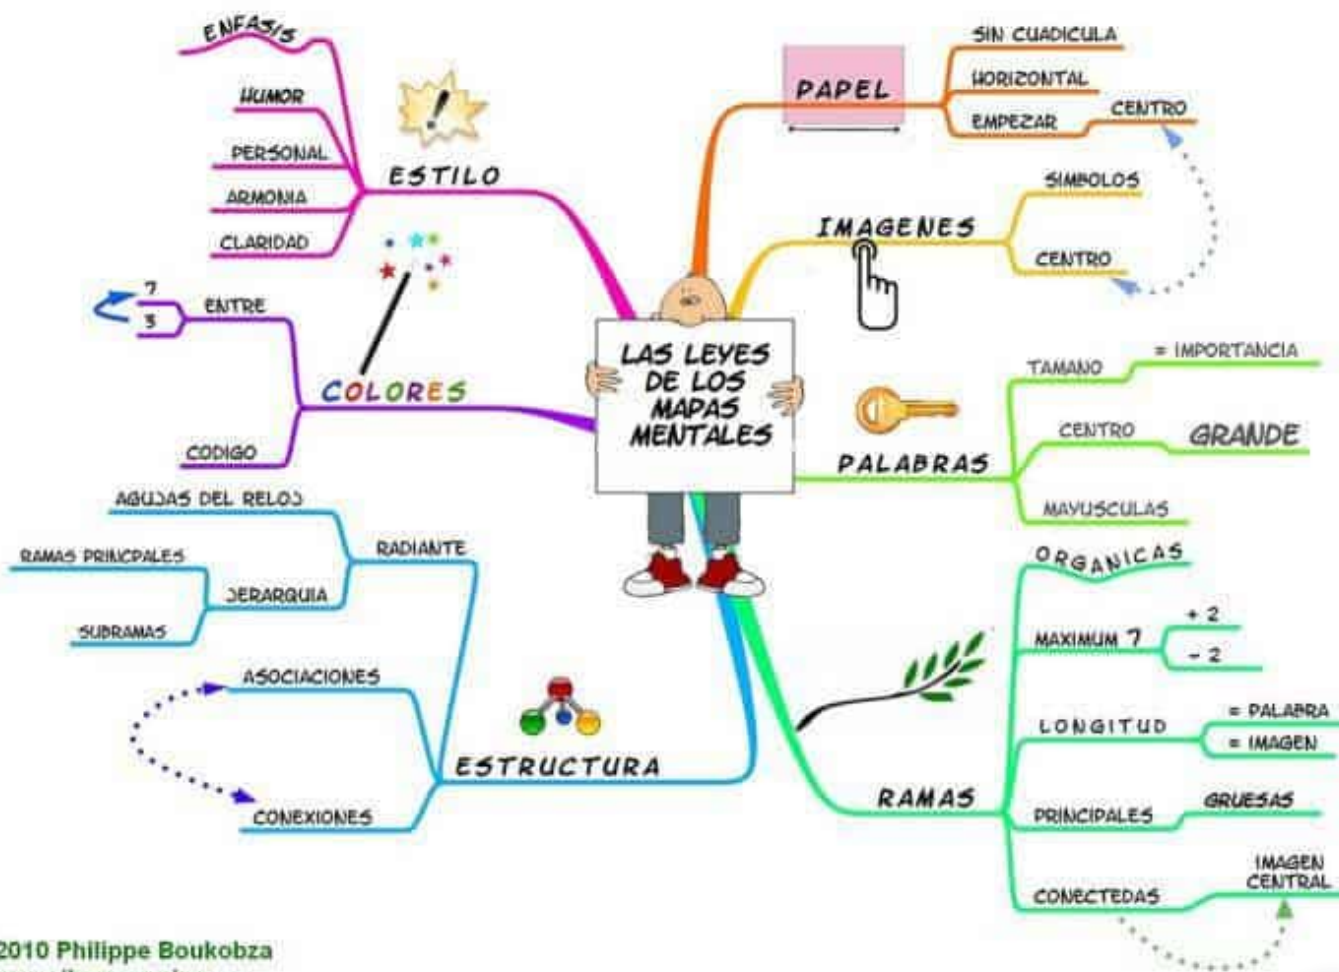 LAS LEYES
DE LOS
MAPAS
MENTALES
PAPEL
SIN CUADICULA
HORIZONTAL
EMPEZAR
CENTRO
IMAGENES
SIMBOLOS
CENTRO
PALABRAS
TAMANO
= IMPORTANCIA
CENTRO
GRANDE
MAYUSCULAS
RAMAS
ORGANICAS
MAXIMUM 7
+ 2
- 2
LONGITUD
= PALABRA
= IMAGEN
PRINCIPALES
GRUESAS
CONECTEDAS
IMAGEN
CENTRAL
ESTRUCTURA
RADIANTE
AGUJAS DEL RELOJ
JERARQUIA
RAMAS PRINCPALES
SUBRAMAS
ASOCIACIONES
CONEXIONES
COLORES
ENTRE
7
3
CODIGO
ESTILO
ENFASIS
HUMOR
PERSONAL
ARMONIA
CLARIDAD
!
2010 Philippe Boukobza